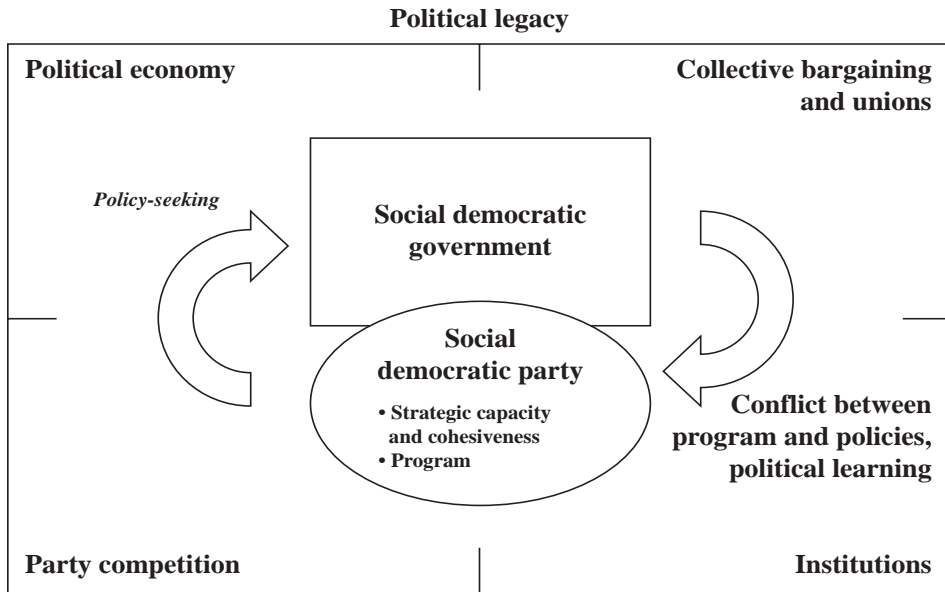 Political legacy
Political economy
Collective bargaining
and unions
Policy-seeking
Social democratic
government
Social
democratic party
• Strategic capacity
and cohesiveness
• Program
Conflict between
program and policies,
political learning
Party competition
Institutions